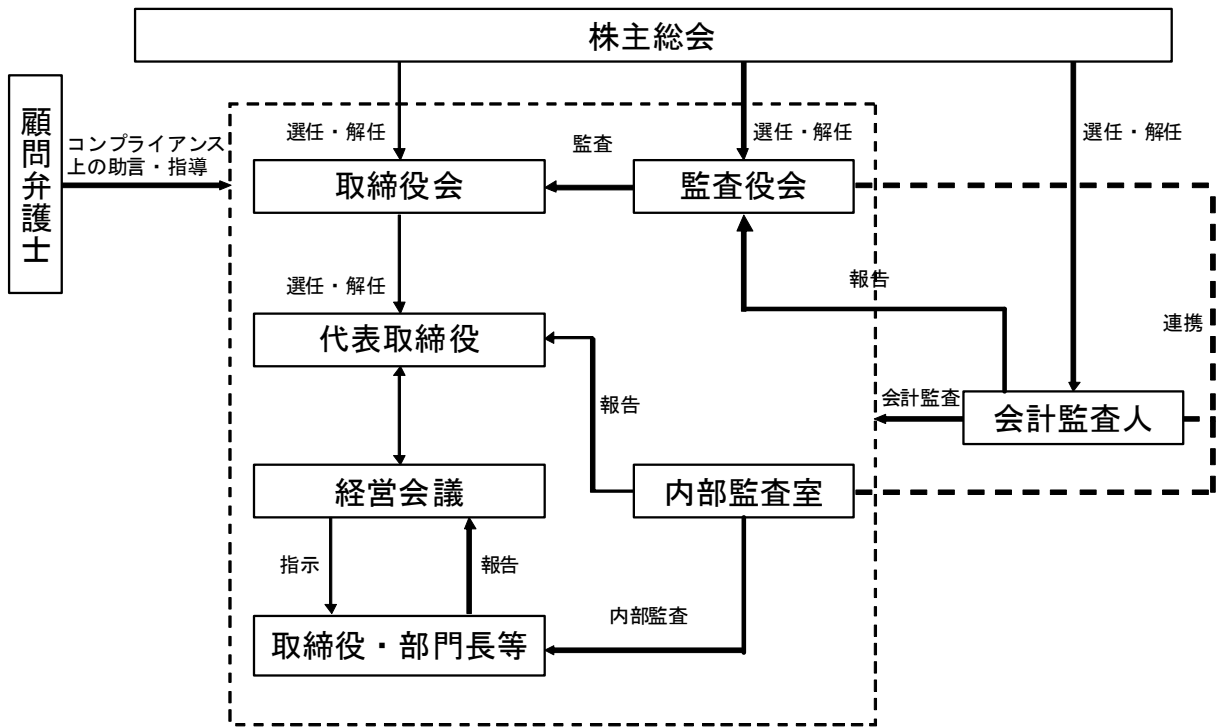 株主総会
顧問弁護士
コンプライアンス
上の助言・指導
選任・解任
選任・解任
選任・解任
監査
取締役会
監査役会
報告
選任・解任
連携
代表取締役
報告
会計監査
会計監査人
経営会議
内部監査室
指示
報告
内部監査
取締役・部門長等